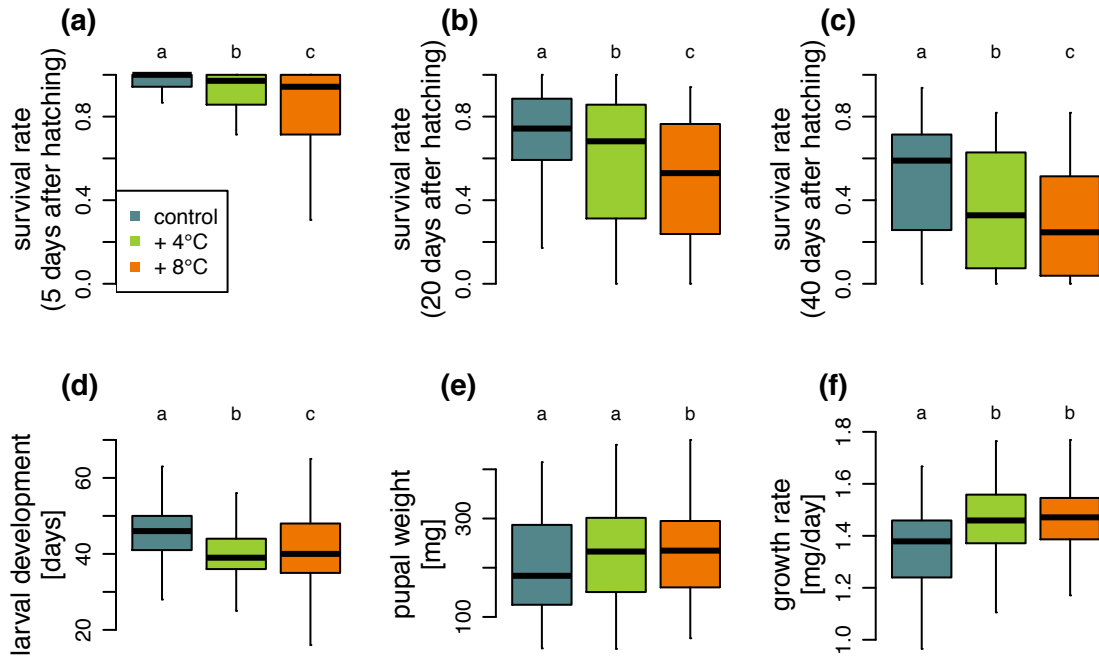 (a)
a b c
survival rate
(5 days after hatching)
0.8
0.4
0.0
control
+ 4°C
+ 8°C
(b)
a b c
survival rate
(20 days after hatching)
0.8
0.4
0.0
(c)
a b c
survival rate
(40 days after hatching)
0.8
0.4
0.0
(d)
a b c
larval development
[days]
60
40
20
(e)
a a b
pupal weight
[mg]
300
100
(f)
a b b
growth rate
[mg/day]
1.8
1.6
1.4
1.2
1.0